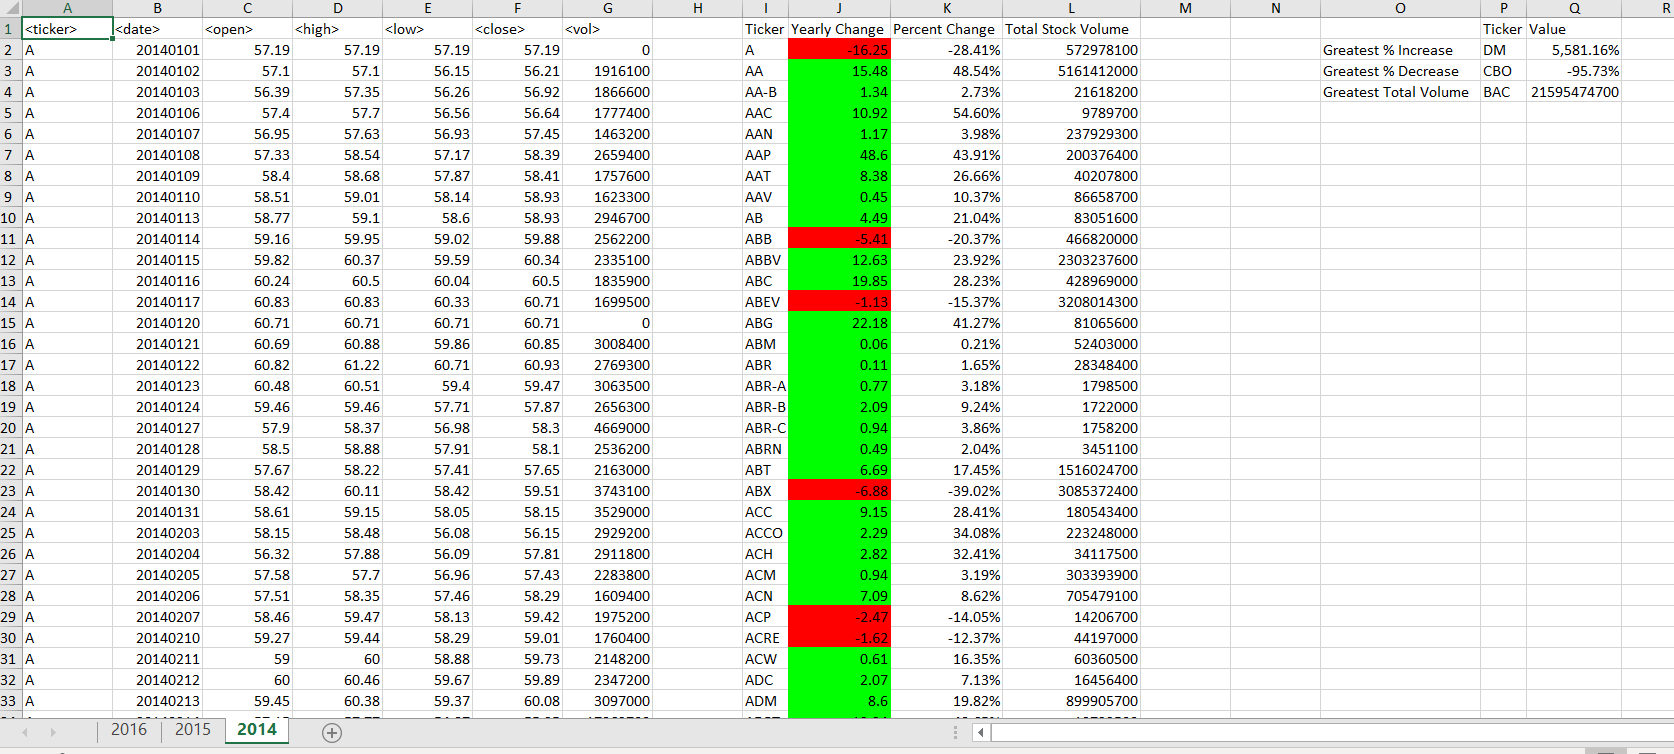 A B C D E F G H I J K L M N O P Q R
1 <ticker> <date> <open> <high> <low> <close> <vol> Ticker Yearly Change Percent Change Total Stock Volume Ticker Value
2 A 20140101 57.19 57.19 57.19 57.19 0 A -16.25 -28.41% 572978100 Greatest % Increase DM 5,581.16%
3 A 20140102 57.1 57.1 56.15 56.21 1916100 AA 15.48 48.54% 5161412000 Greatest % Decrease CBO -95.73%
4 A 20140103 56.39 57.35 56.26 56.92 1866600 AA-B 1.34 2.73% 21618200 Greatest Total Volume BAC 21595474700
5 A 20140106 57.4 57.7 56.56 56.64 1777400 AAC 10.92 54.60% 9789700
6 A 20140107 56.95 57.63 56.93 57.45 1463200 AAN 1.17 3.98% 237929300
7 A 20140108 57.33 58.54 57.17 58.39 2659400 AAP 48.6 43.91% 200376400
8 A 20140109 58.4 58.68 57.87 58.41 1757600 AAT 8.38 26.66% 40207800
9 A 20140110 58.51 59.01 58.14 58.93 1623300 AAV 0.45 10.37% 86658700
10 A 20140113 58.77 59.1 58.6 58.93 2946700 AB 4.49 21.04% 83051600
11 A 20140114 59.16 59.95 59.02 59.88 2562200 ABB -5.41 -20.37% 466820000
12 A 20140115 59.82 60.37 59.59 60.34 2335100 ABBV 12.63 23.92% 2303237600
13 A 20140116 60.24 60.5 60.04 60.5 1835900 ABC 19.85 28.23% 428969000
14 A 20140117 60.83 60.83 60.33 60.71 1699500 ABEV -1.13 -15.37% 3208014300
15 A 20140120 60.71 60.71 60.71 60.71 0 ABG 22.18 41.27% 81065600
16 A 20140121 60.69 60.88 59.86 60.85 3008400 ABM 0.06 0.21% 52403000
17 A 20140122 60.82 61.22 60.71 60.93 2769300 ABR 0.11 1.65% 28348400
18 A 20140123 60.48 60.51 59.4 59.47 3063500 ABR-A 0.77 3.18% 1798500
19 A 20140124 59.46 59.46 57.71 57.87 2656300 ABR-B 2.09 9.24% 1722000
20 A 20140127 57.9 58.37 56.98 58.3 4669000 ABR-C 0.94 3.86% 1758200
21 A 20140128 58.5 58.88 57.91 58.1 2536200 ABRN 0.49 2.04% 3451100
22 A 20140129 57.67 58.22 57.41 57.65 2163000 ABT 6.69 17.45% 1516024700
23 A 20140130 58.42 60.11 58.42 59.51 3743100 ABX -6.88 -39.02% 3085372400
24 A 20140131 58.61 59.15 58.05 58.15 3529000 ACC 9.15 28.41% 180543400
25 A 20140203 58.15 58.48 56.08 56.15 2929200 ACCO 2.29 34.08% 223248000
26 A 20140204 56.32 57.88 56.09 57.81 2911800 ACH 2.82 32.41% 34117500
27 A 20140205 57.58 57.7 56.96 57.43 2283800 ACM 0.94 3.19% 303393900
28 A 20140206 57.51 58.35 57.46 58.29 1609400 ACN 7.09 8.62% 705479100
29 A 20140207 58.46 59.47 58.13 59.42 1975200 ACP -2.47 -14.05% 14206700
30 A 20140210 59.27 59.44 58.29 59.01 1760400 ACRE -1.62 -12.37% 44197000
31 A 20140211 59 60 58.88 59.73 2148200 ACW 0.61 16.35% 60360500
32 A 20140212 60 60.46 59.67 59.89 2347200 ADC 2.07 7.13% 16456400
33 A 20140213 59.45 60.38 59.37 60.08 3097000 ADM 8.6 19.82% 899905700
2016 2015 2014